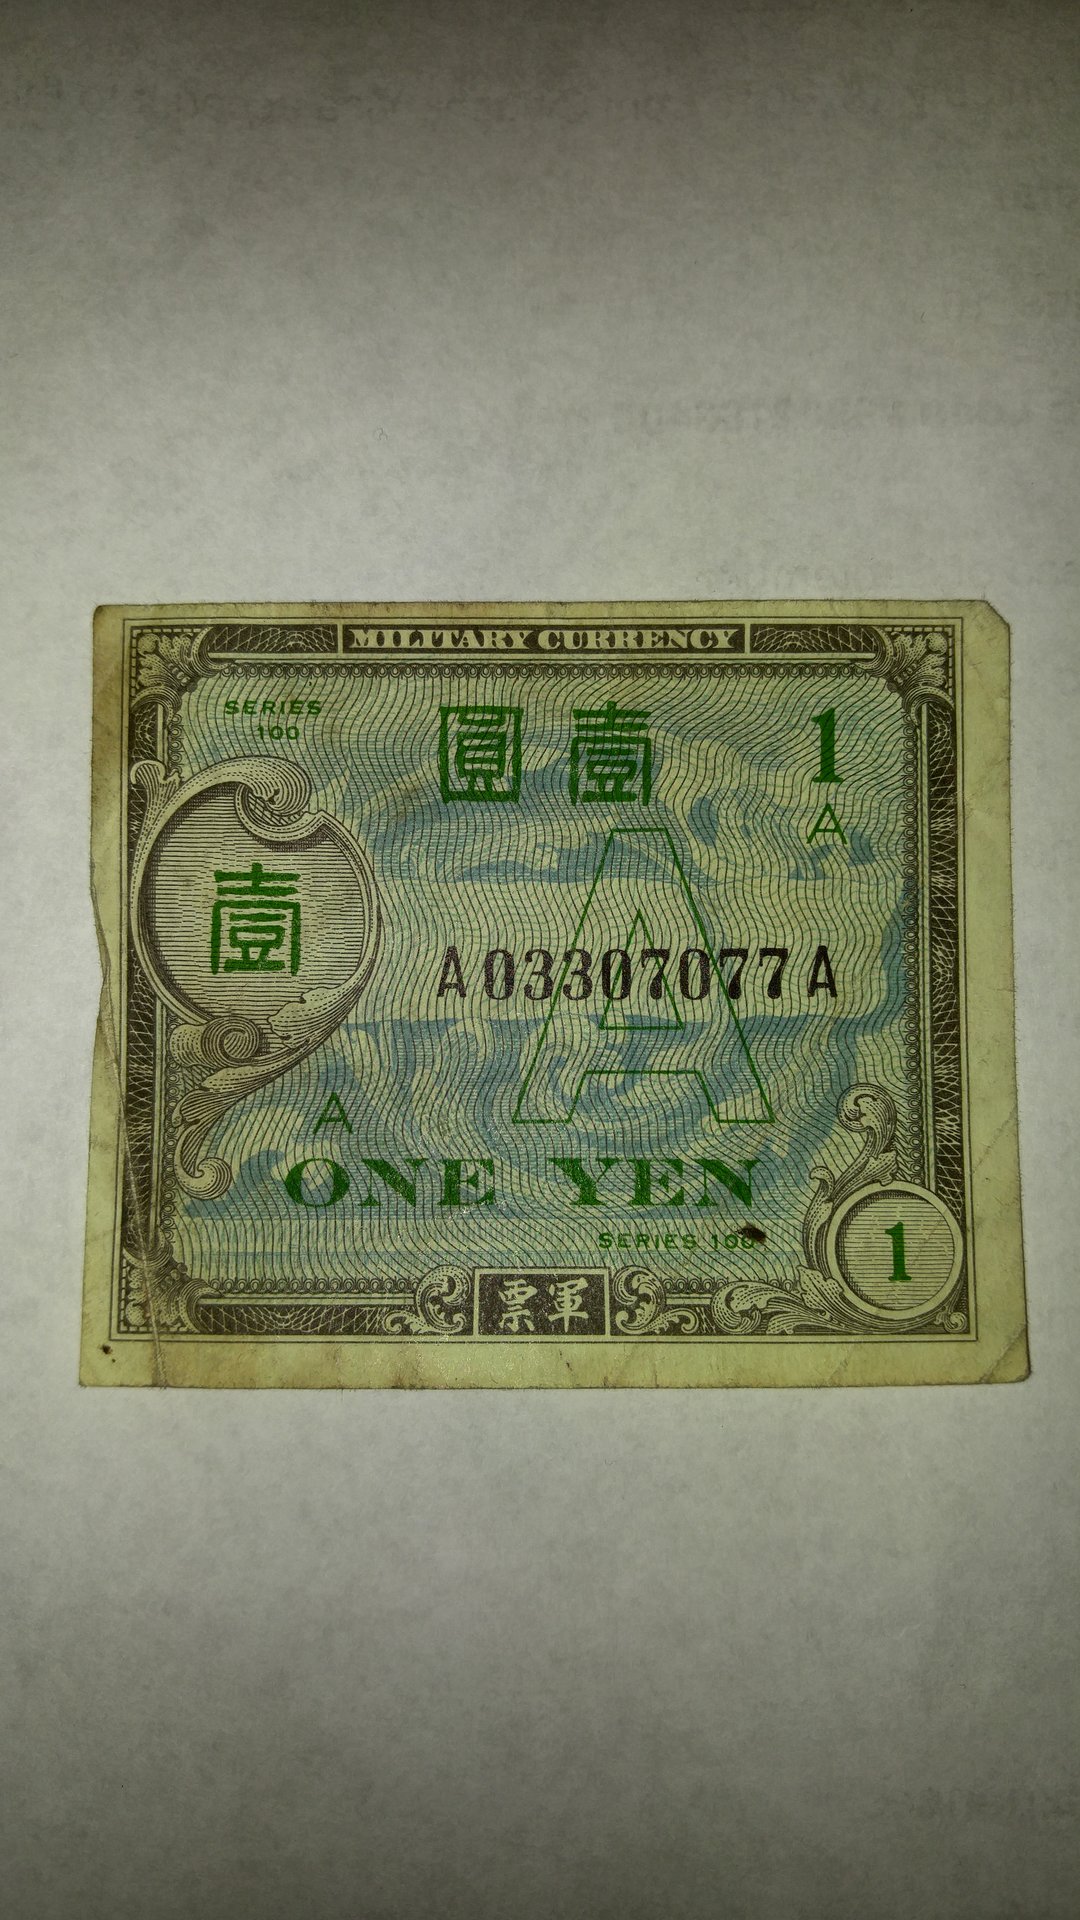 MILITARY CURRENCY
SERIES
100
圓 壹
1
A
壹
A
A03307077A
A
ONE YEN
SERIES 100
1
票軍